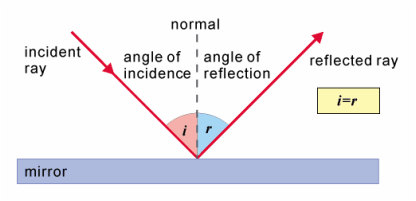 normal
incident
ray
angle of
incidence
angle of
reflection
reflected ray
i=r
i
r
mirror